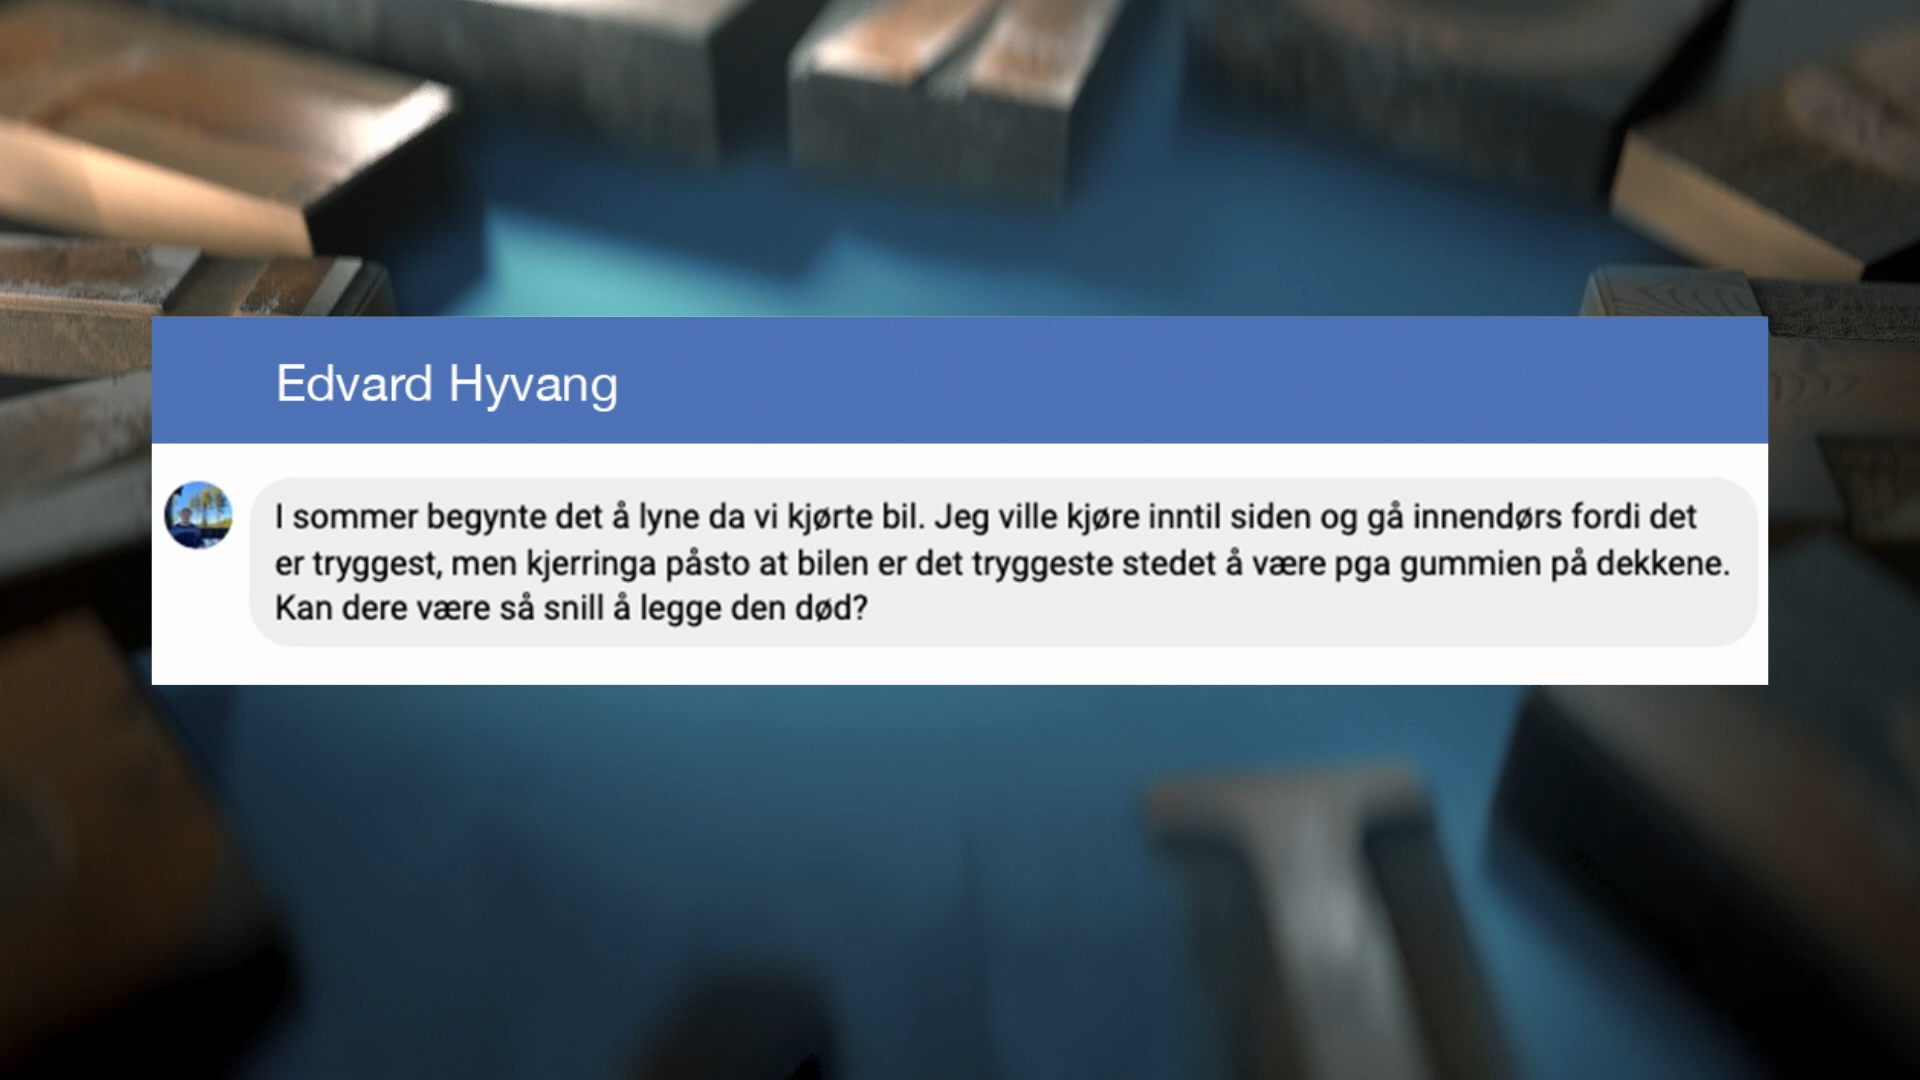 Edvard Hyvang
I sommer begynte det å lyne da vi kjørte bil. Jeg ville kjøre inntil siden og gå innendørs fordi det
er tryggest, men kjerringa påsto at bilen er det tryggeste stedet å være pga gummien på dekkene.
Kan dere være så snill å legge den død?